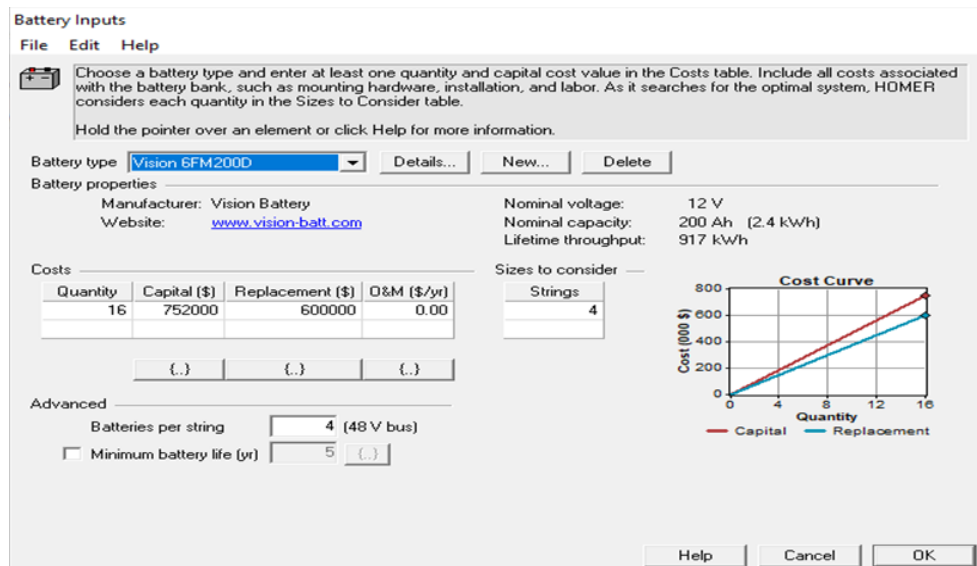 Battery Inputs
File Edit Help
Choose a battery type and enter at least one quantity and capital cost value in the Costs table. Include all costs associated
with the battery bank, such as mounting hardware, installation, and labor. As it searches for the optimal system, HOMER
considers each quantity in the Sizes to Consider table.
Hold the pointer over an element or click Help for more information.
Battery type Vision 6FM200D Details... New... Delete
Battery properties
Manufacturer: Vision Battery
Website: www.vision-batt.com
Nominal voltage: 12 V
Nominal capacity: 200 Ah (2.4 kWh)
Lifetime throughput: 917 kWh
Costs
Quantity Capital ($) Replacement ($) O&M ($/yr)
16 752000 600000 0.00
{..} {..} {..}
Sizes to consider
Strings
4
Cost Curve
Cost (000 $)
800
600
400
200
0
0 4 8 12 16
Quantity
Capital Replacement
Advanced
Batteries per string 4 (48 V bus)
Minimum battery life (yr) 5 {..}
Help Cancel OK